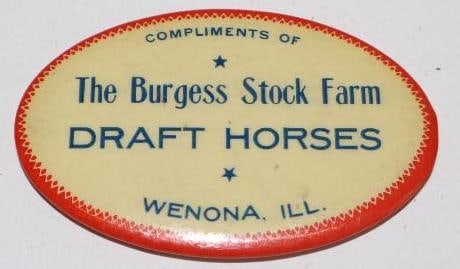 COMPLIMENTS OF
The Burgess Stock Farm
DRAFT HORSES
WENONA, ILL.